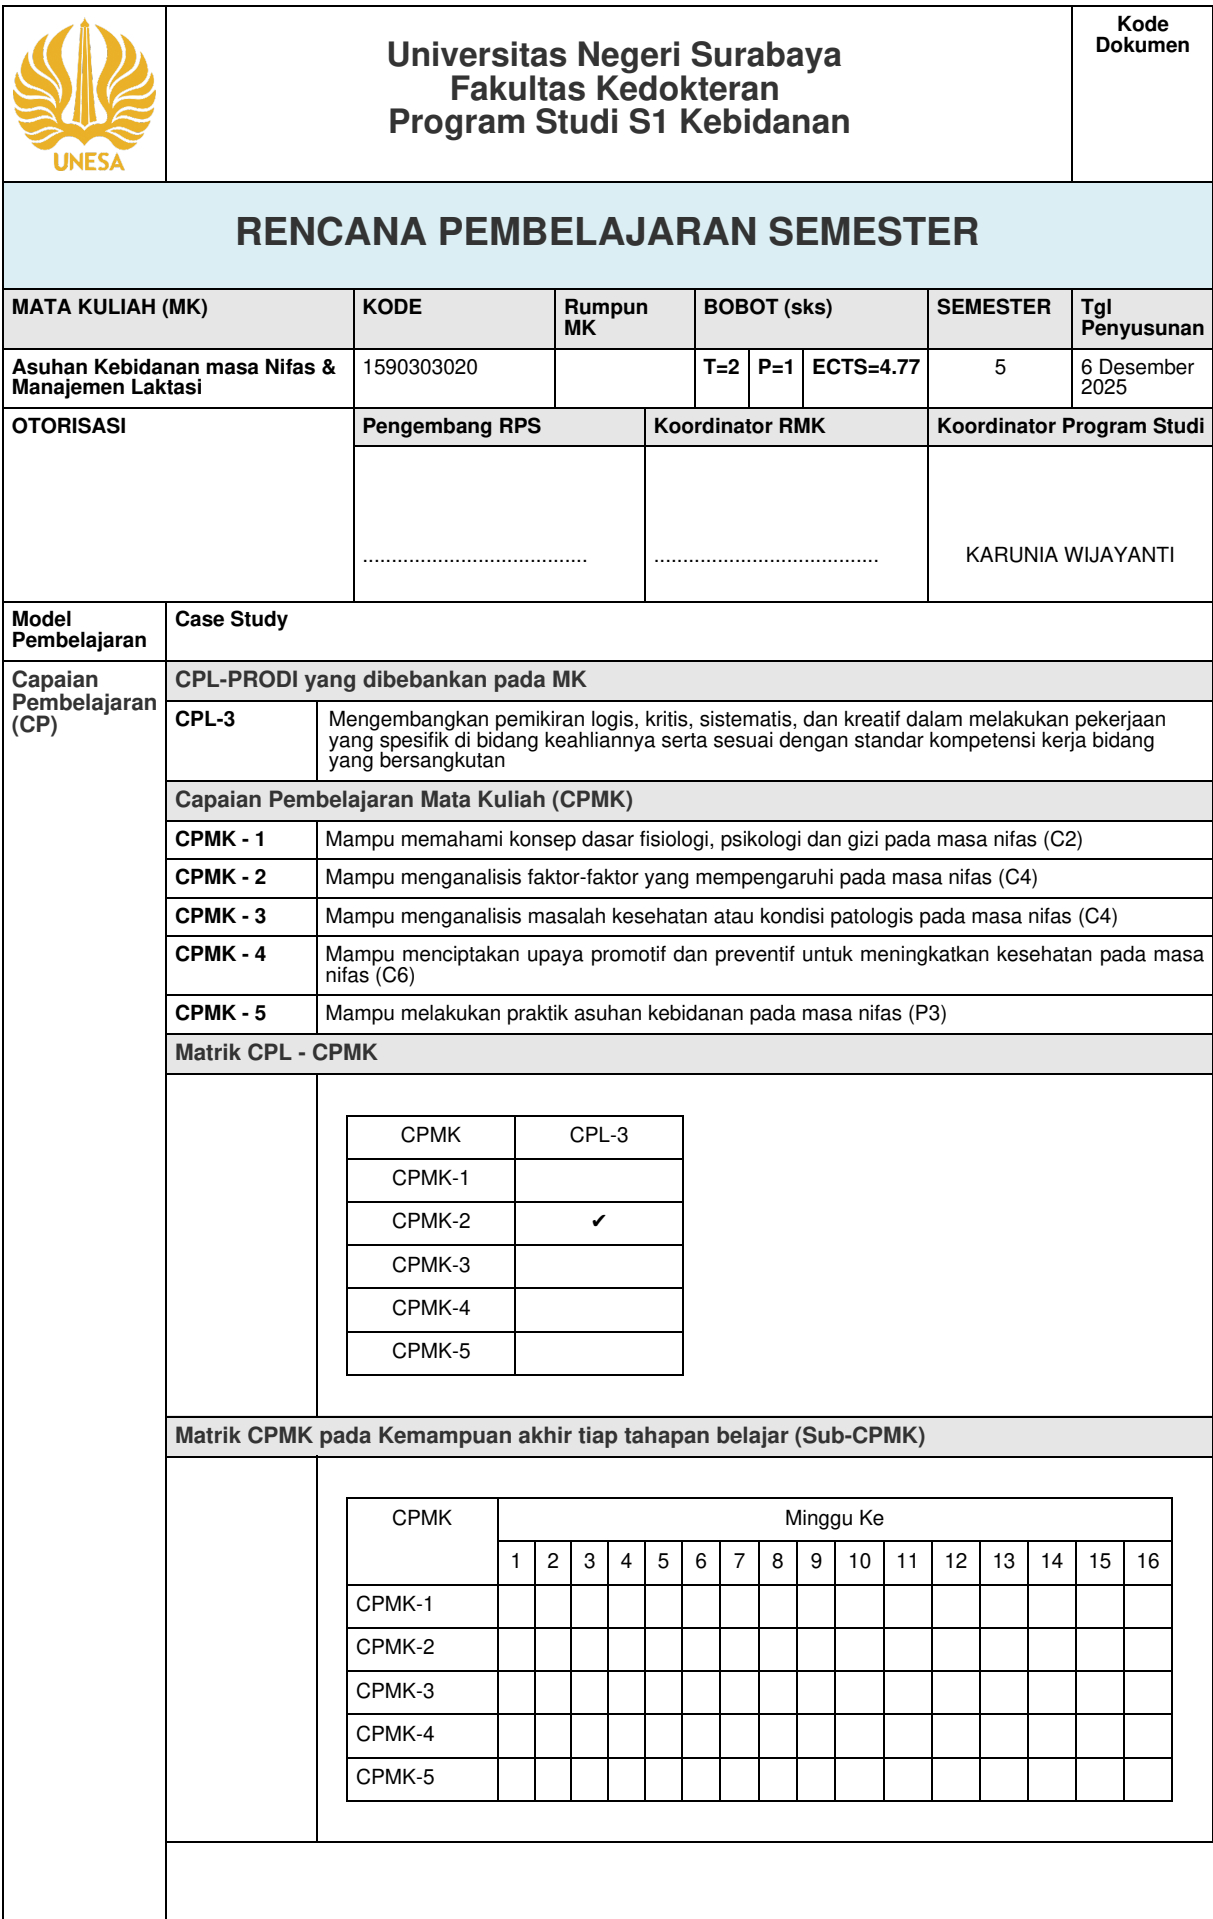 UNESA
Universitas Negeri Surabaya
Fakultas Kedokteran
Program Studi S1 Kebidanan
Kode
Dokumen
RENCANA PEMBELAJARAN SEMESTER
MATA KULIAH (MK)
KODE
Rumpun
MK
BOBOT (sks)
SEMESTER
Tgl
Penyusunan
Asuhan Kebidanan masa Nifas &
Manajemen Laktasi
1590303020
T=2
P=1
ECTS=4.77
5
6 Desember
2025
OTORISASI
Pengembang RPS
Koordinator RMK
Koordinator Program Studi
.......................................
.......................................
KARUNIA WIJAYANTI
Model
Pembelajaran
Case Study
Capaian
Pembelajaran
(CP)
CPL-PRODI yang dibebankan pada MK
CPL-3
Mengembangkan pemikiran logis, kritis, sistematis, dan kreatif dalam melakukan pekerjaan
yang spesifik di bidang keahliannya serta sesuai dengan standar kompetensi kerja bidang
yang bersangkutan
Capaian Pembelajaran Mata Kuliah (CPMK)
CPMK - 1
Mampu memahami konsep dasar fisiologi, psikologi dan gizi pada masa nifas (C2)
CPMK - 2
Mampu menganalisis faktor-faktor yang mempengaruhi pada masa nifas (C4)
CPMK - 3
Mampu menganalisis masalah kesehatan atau kondisi patologis pada masa nifas (C4)
CPMK - 4
Mampu menciptakan upaya promotif dan preventif untuk meningkatkan kesehatan pada masa
nifas (C6)
CPMK - 5
Mampu melakukan praktik asuhan kebidanan pada masa nifas (P3)
Matrik CPL - CPMK
CPMK
CPL-3
CPMK-1
CPMK-2
✔
CPMK-3
CPMK-4
CPMK-5
Matrik CPMK pada Kemampuan akhir tiap tahapan belajar (Sub-CPMK)
CPMK
Minggu Ke
1 2 3 4 5 6 7 8 9 10 11 12 13 14 15 16
CPMK-1
CPMK-2
CPMK-3
CPMK-4
CPMK-5